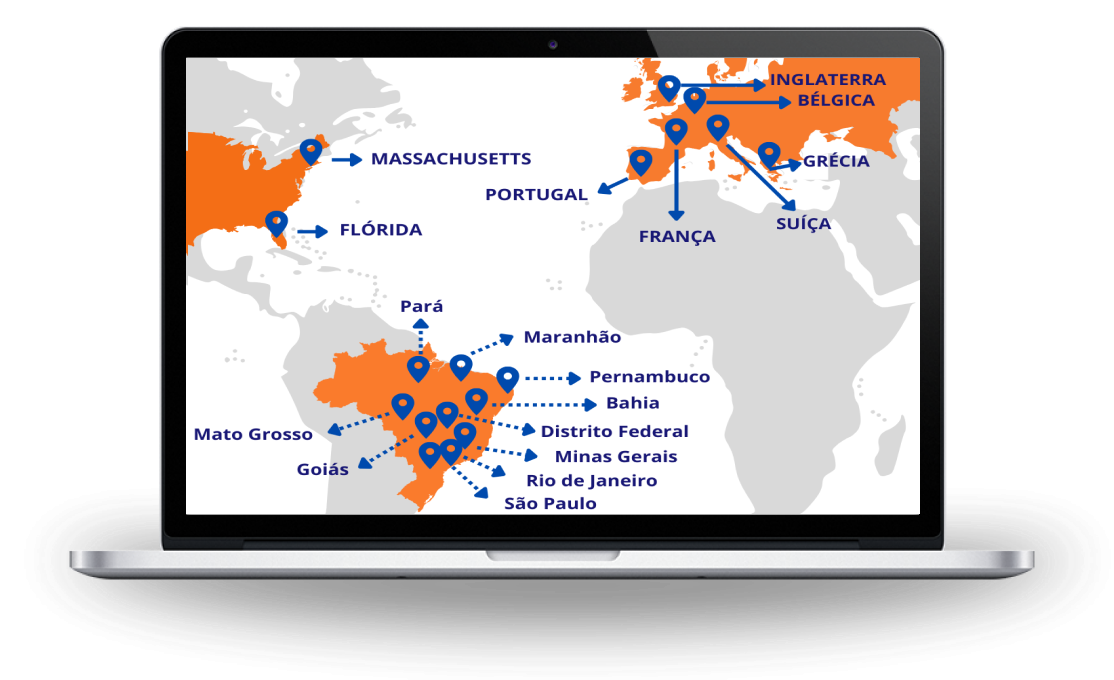 INGLATERRA
BÉLGICA
MASSACHUSETTS
GRÉCIA
PORTUGAL
SUÍÇA
FLÓRIDA
FRANÇA
Pará
Maranhão
Pernambuco
Bahia
Mato Grosso
Distrito Federal
Minas Gerais
Goiás
Rio de Janeiro
São Paulo